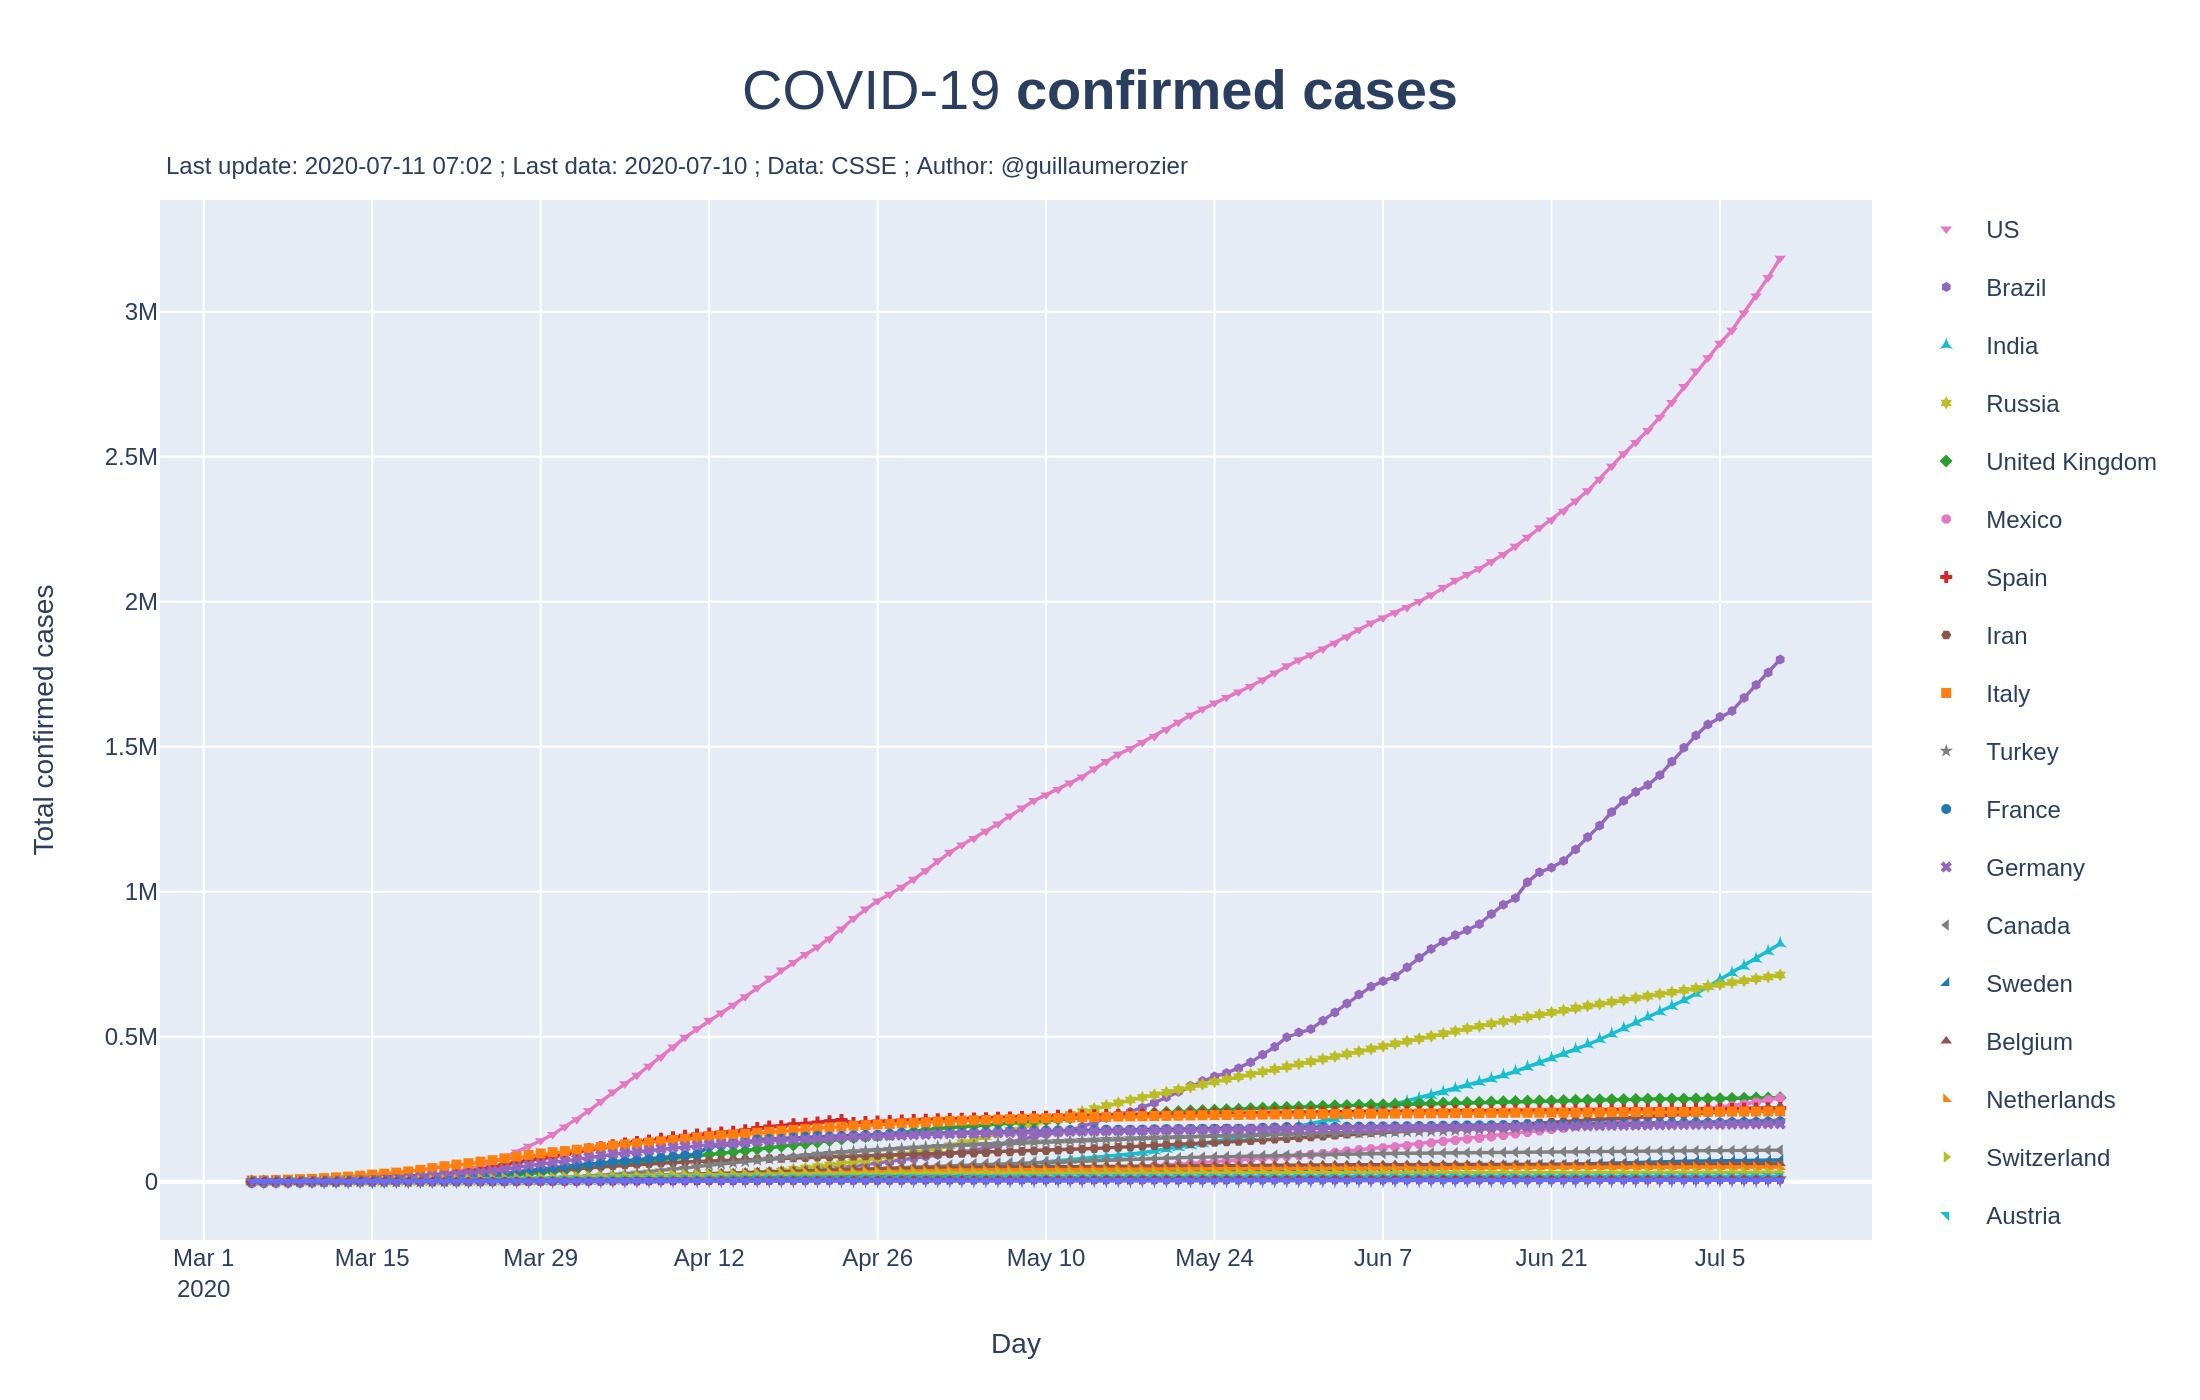 COVID-19 confirmed cases
Last update: 2020-07-11 07:02 ; Last data: 2020-07-10 ; Data: CSSE ; Author: @guillaumerozier
Total confirmed cases
3M
2.5M
2M
1.5M
1M
0.5M
0
Mar 1 Mar 15 Mar 29 Apr 12 Apr 26 May 10 May 24 Jun 7 Jun 21 Jul 5
2020
Day
US
Brazil
India
Russia
United Kingdom
Mexico
Spain
Iran
Italy
Turkey
France
Germany
Canada
Sweden
Belgium
Netherlands
Switzerland
Austria